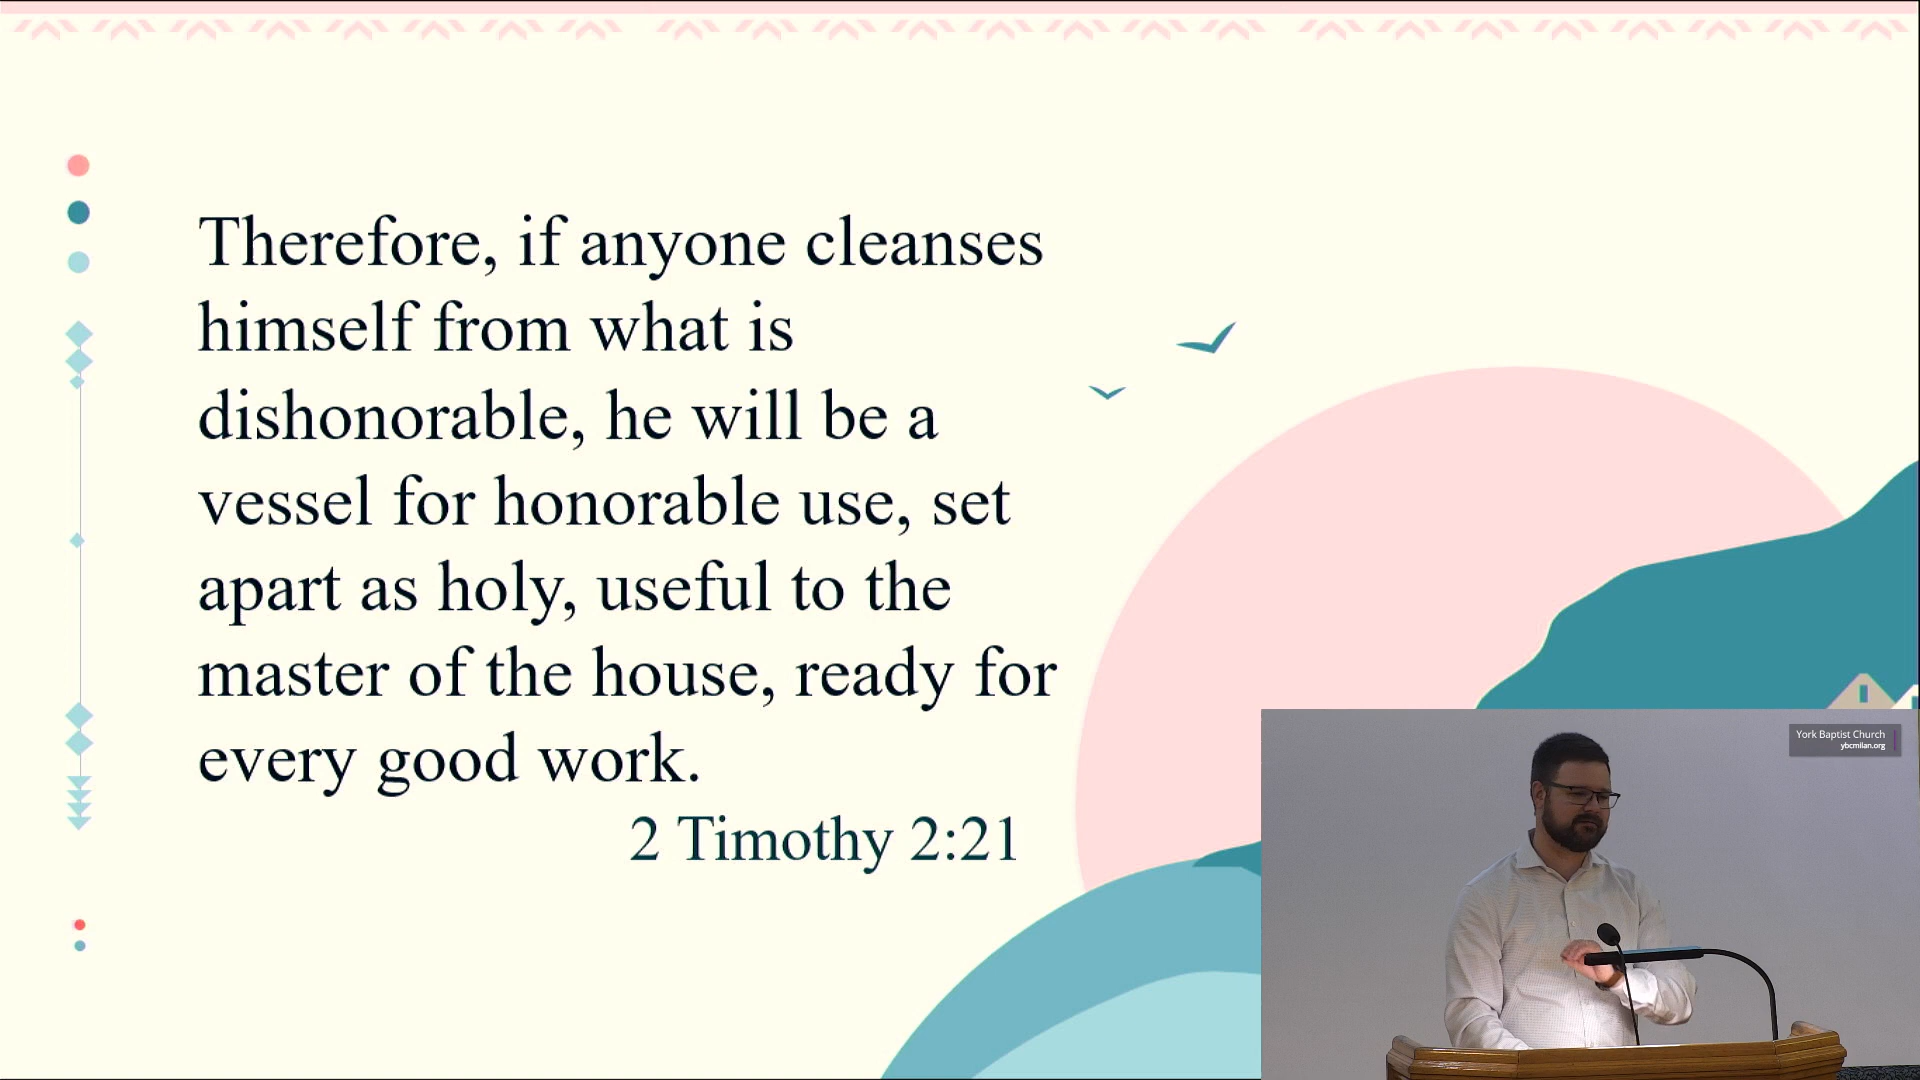 Therefore, if anyone cleanses
himself from what is
dishonorable, he will be a
vessel for honorable use, set
apart as holy, useful to the
master of the house, ready for
every good work.
2 Timothy 2:21
York Baptist Church
ybcmilan.org